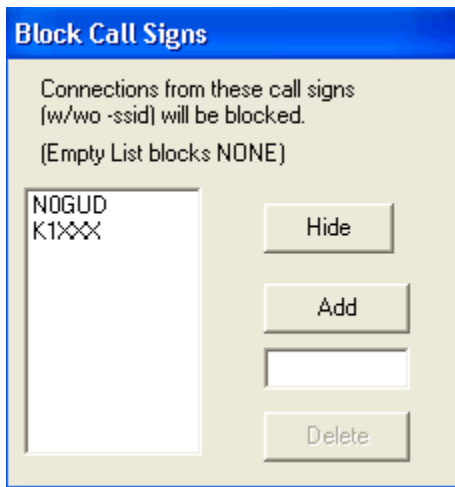 Block Call Signs
Connections from these call signs
(w/wo -ssid) will be blocked.
(Empty List blocks NONE)
N0GUD
K1XXX
Hide
Add
Delete